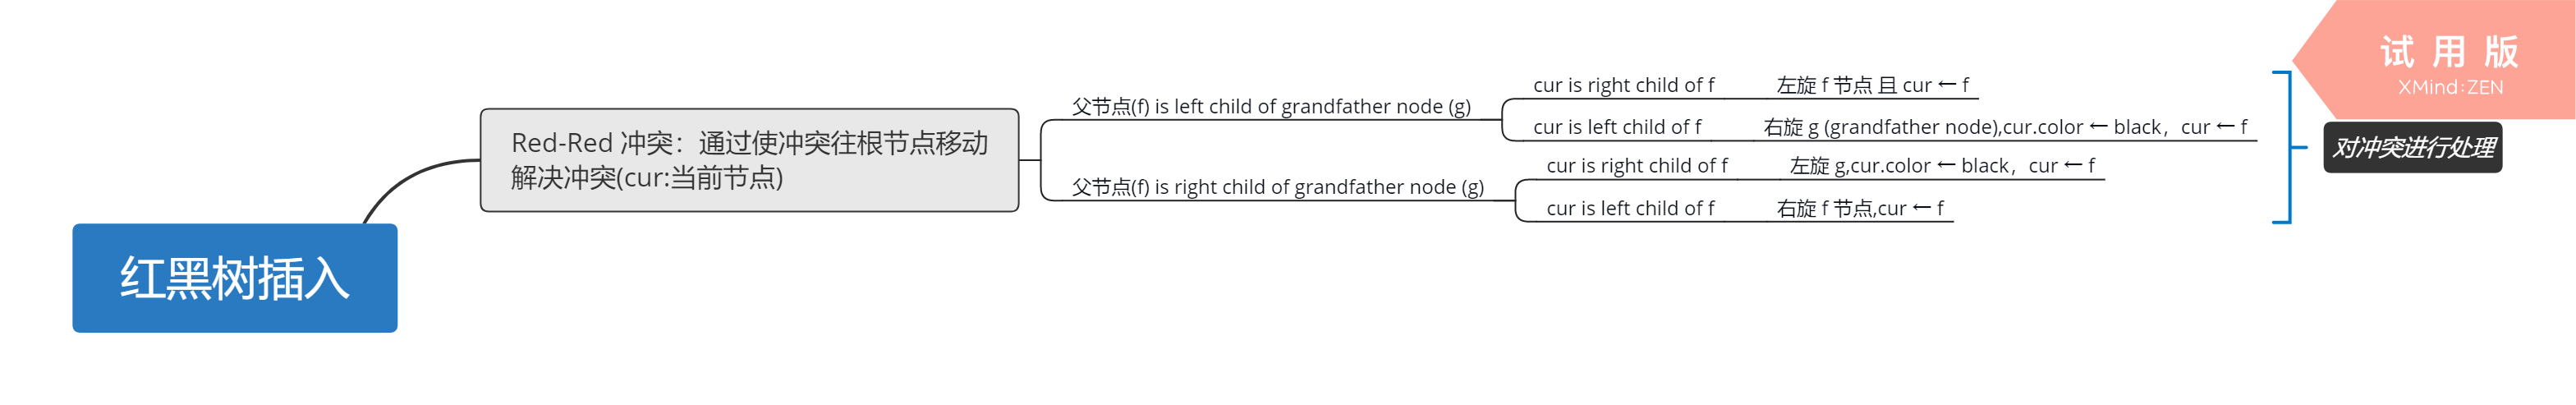 红黑树插入
Red-Red 冲突：通过使冲突往根节点移动
解决冲突(cur:当前节点)
父节点(f) is left child of grandfather node (g)
cur is right child of f
左旋 f 节点 且 cur ← f
cur is left child of f
右旋 g (grandfather node),cur.color ← black，cur ← f
父节点(f) is right child of grandfather node (g)
cur is right child of f
左旋 g,cur.color ← black，cur ← f
cur is left child of f
右旋 f 节点,cur ← f
对冲突进行处理
试用版
XMind:ZEN